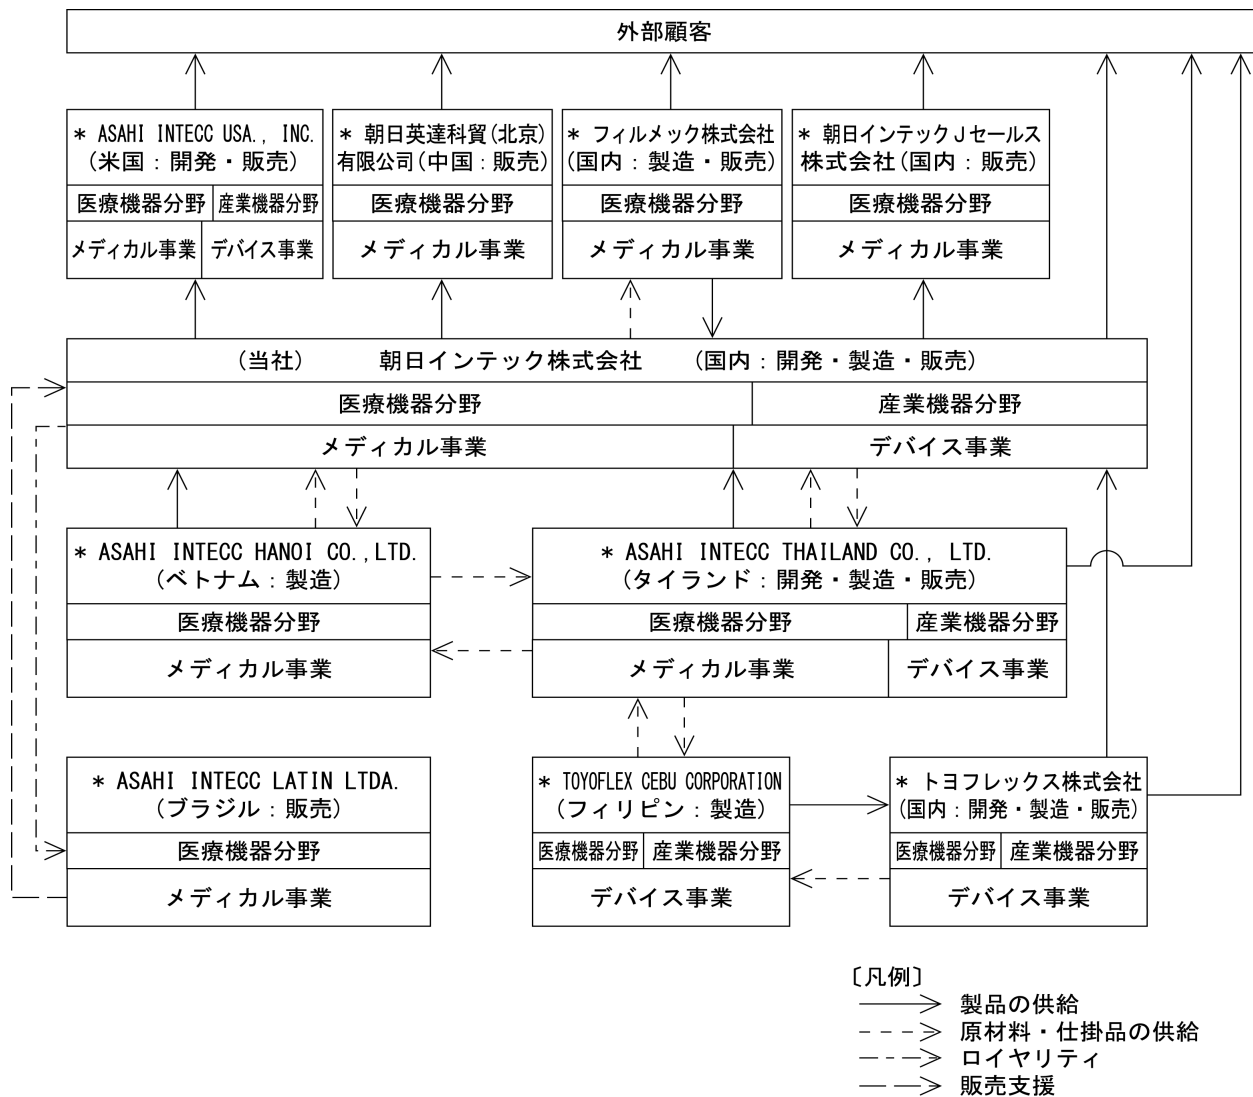 外部顧客
* ASAHI INTECC USA., INC.
(米国：開発・販売)
医療機器分野 産業機器分野
メディカル事業 デバイス事業
* 朝日英達科貿(北京)
有限公司(中国：販売)
医療機器分野
メディカル事業
* フィルメック株式会社
(国内：製造・販売)
医療機器分野
メディカル事業
* 朝日インテックＪセールス
株式会社(国内：販売)
医療機器分野
メディカル事業
(当社) 朝日インテック株式会社 (国内：開発・製造・販売)
医療機器分野 産業機器分野
メディカル事業 デバイス事業
* ASAHI INTECC HANOI CO.,LTD.
(ベトナム：製造)
医療機器分野
メディカル事業
* ASAHI INTECC THAILAND CO., LTD.
(タイランド：開発・製造・販売)
医療機器分野 産業機器分野
メディカル事業 デバイス事業
* ASAHI INTECC LATIN LTDA.
(ブラジル：販売)
医療機器分野
メディカル事業
* TOYOFLEX CEBU CORPORATION
(フィリピン：製造)
医療機器分野 産業機器分野
デバイス事業
* トヨフレックス株式会社
(国内：開発・製造・販売)
医療機器分野 産業機器分野
デバイス事業
〔凡例〕
製品の供給
原材料・仕掛品の供給
ロイヤリティ
販売支援